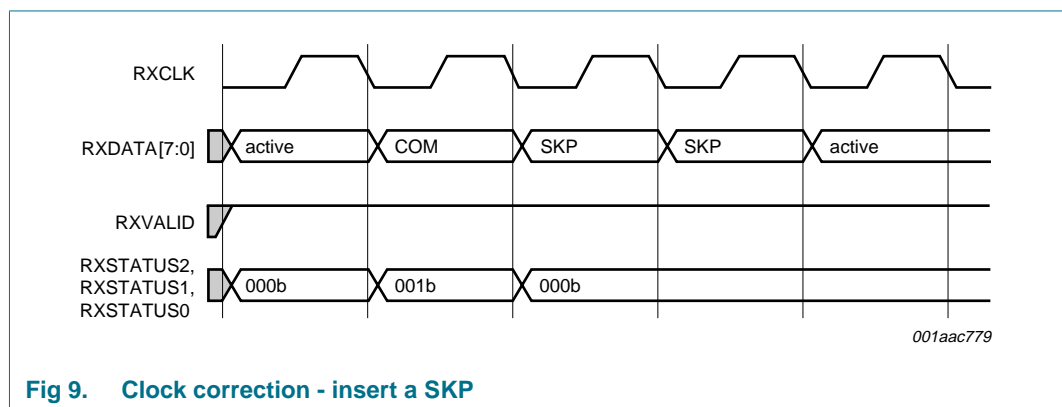 RXCLK
RXDATA[7:0] active COM SKP SKP active
RXVALID
RXSTATUS2,
RXSTATUS1, 000b 001b 000b
RXSTATUS0
001aac779
Fig 9. Clock correction - insert a SKP